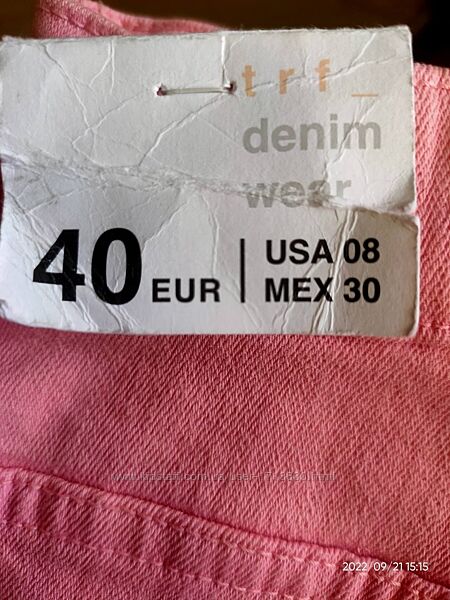 trf_
denim
wear
40 EUR | USA 08
MEX 30
2022/09/21 15:15